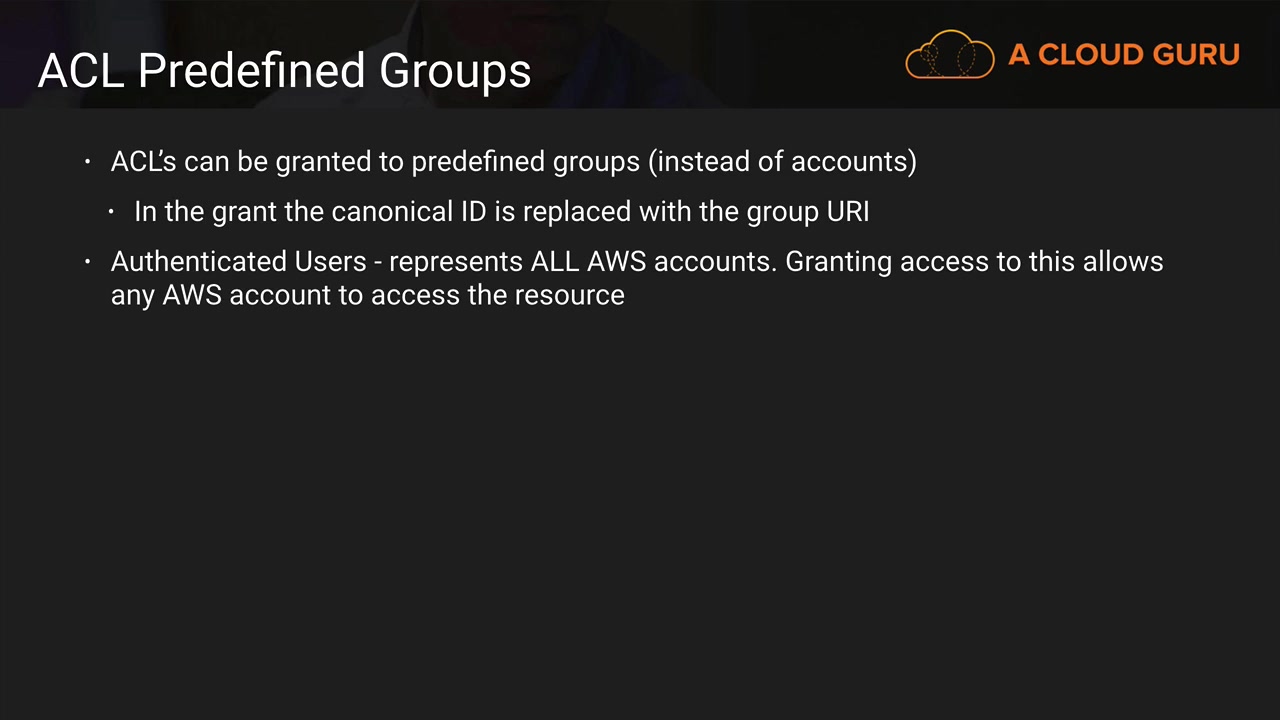 ACL Predefined Groups
A CLOUD GURU
· ACL's can be granted to predefined groups (instead of accounts)
· In the grant the canonical ID is replaced with the group URI
· Authenticated Users - represents ALL AWS accounts. Granting access to this allows
any AWS account to access the resource